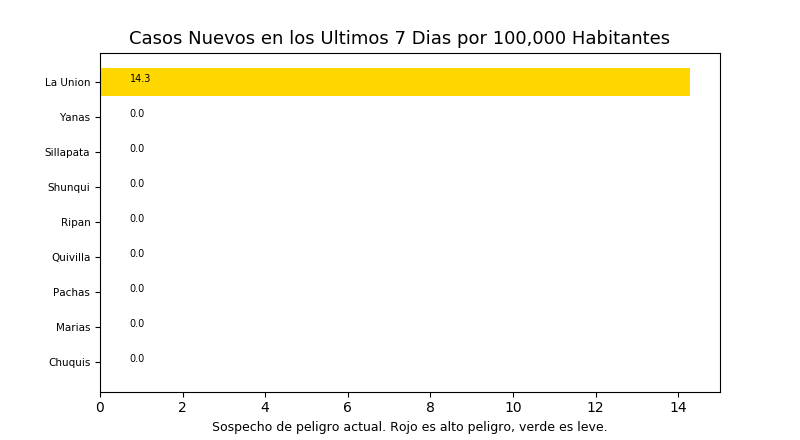 Casos Nuevos en los Ultimos 7 Dias por 100,000 Habitantes
La Union 14.3
Yanas 0.0
Sillapata 0.0
Shunqui 0.0
Ripan 0.0
Quivilla 0.0
Pachas 0.0
Marias 0.0
Chuquis 0.0
0 2 4 6 8 10 12 14
Sospecho de peligro actual. Rojo es alto peligro, verde es leve.